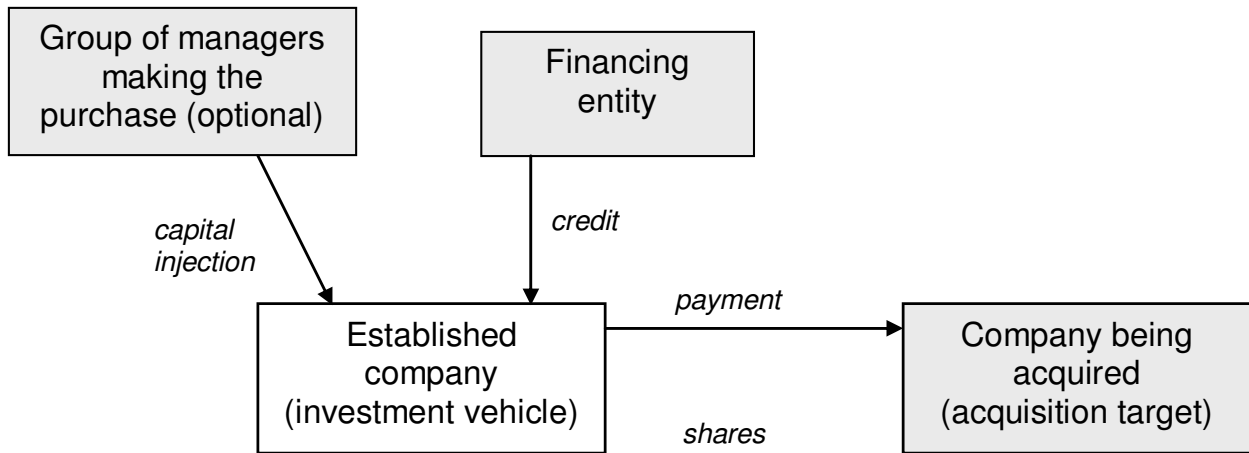 Group of managers
making the
purchase (optional)
Financing
entity
capital
injection
credit
payment
Established
company
(investment vehicle)
Company being
acquired
(acquisition target)
shares